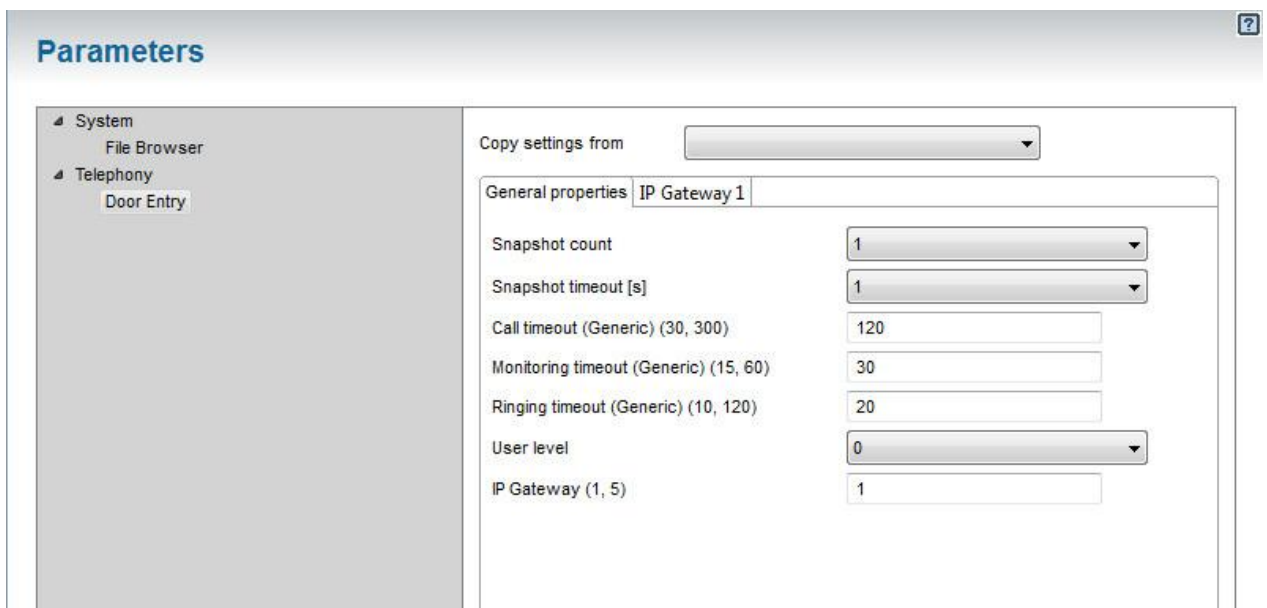 ?
Parameters
System
File Browser
Telephony
Door Entry
Copy settings from
General properties IP Gateway 1
Snapshot count 1
Snapshot timeout [s] 1
Call timeout (Generic) (30, 300) 120
Monitoring timeout (Generic) (15, 60) 30
Ringing timeout (Generic) (10, 120) 20
User level 0
IP Gateway (1, 5) 1